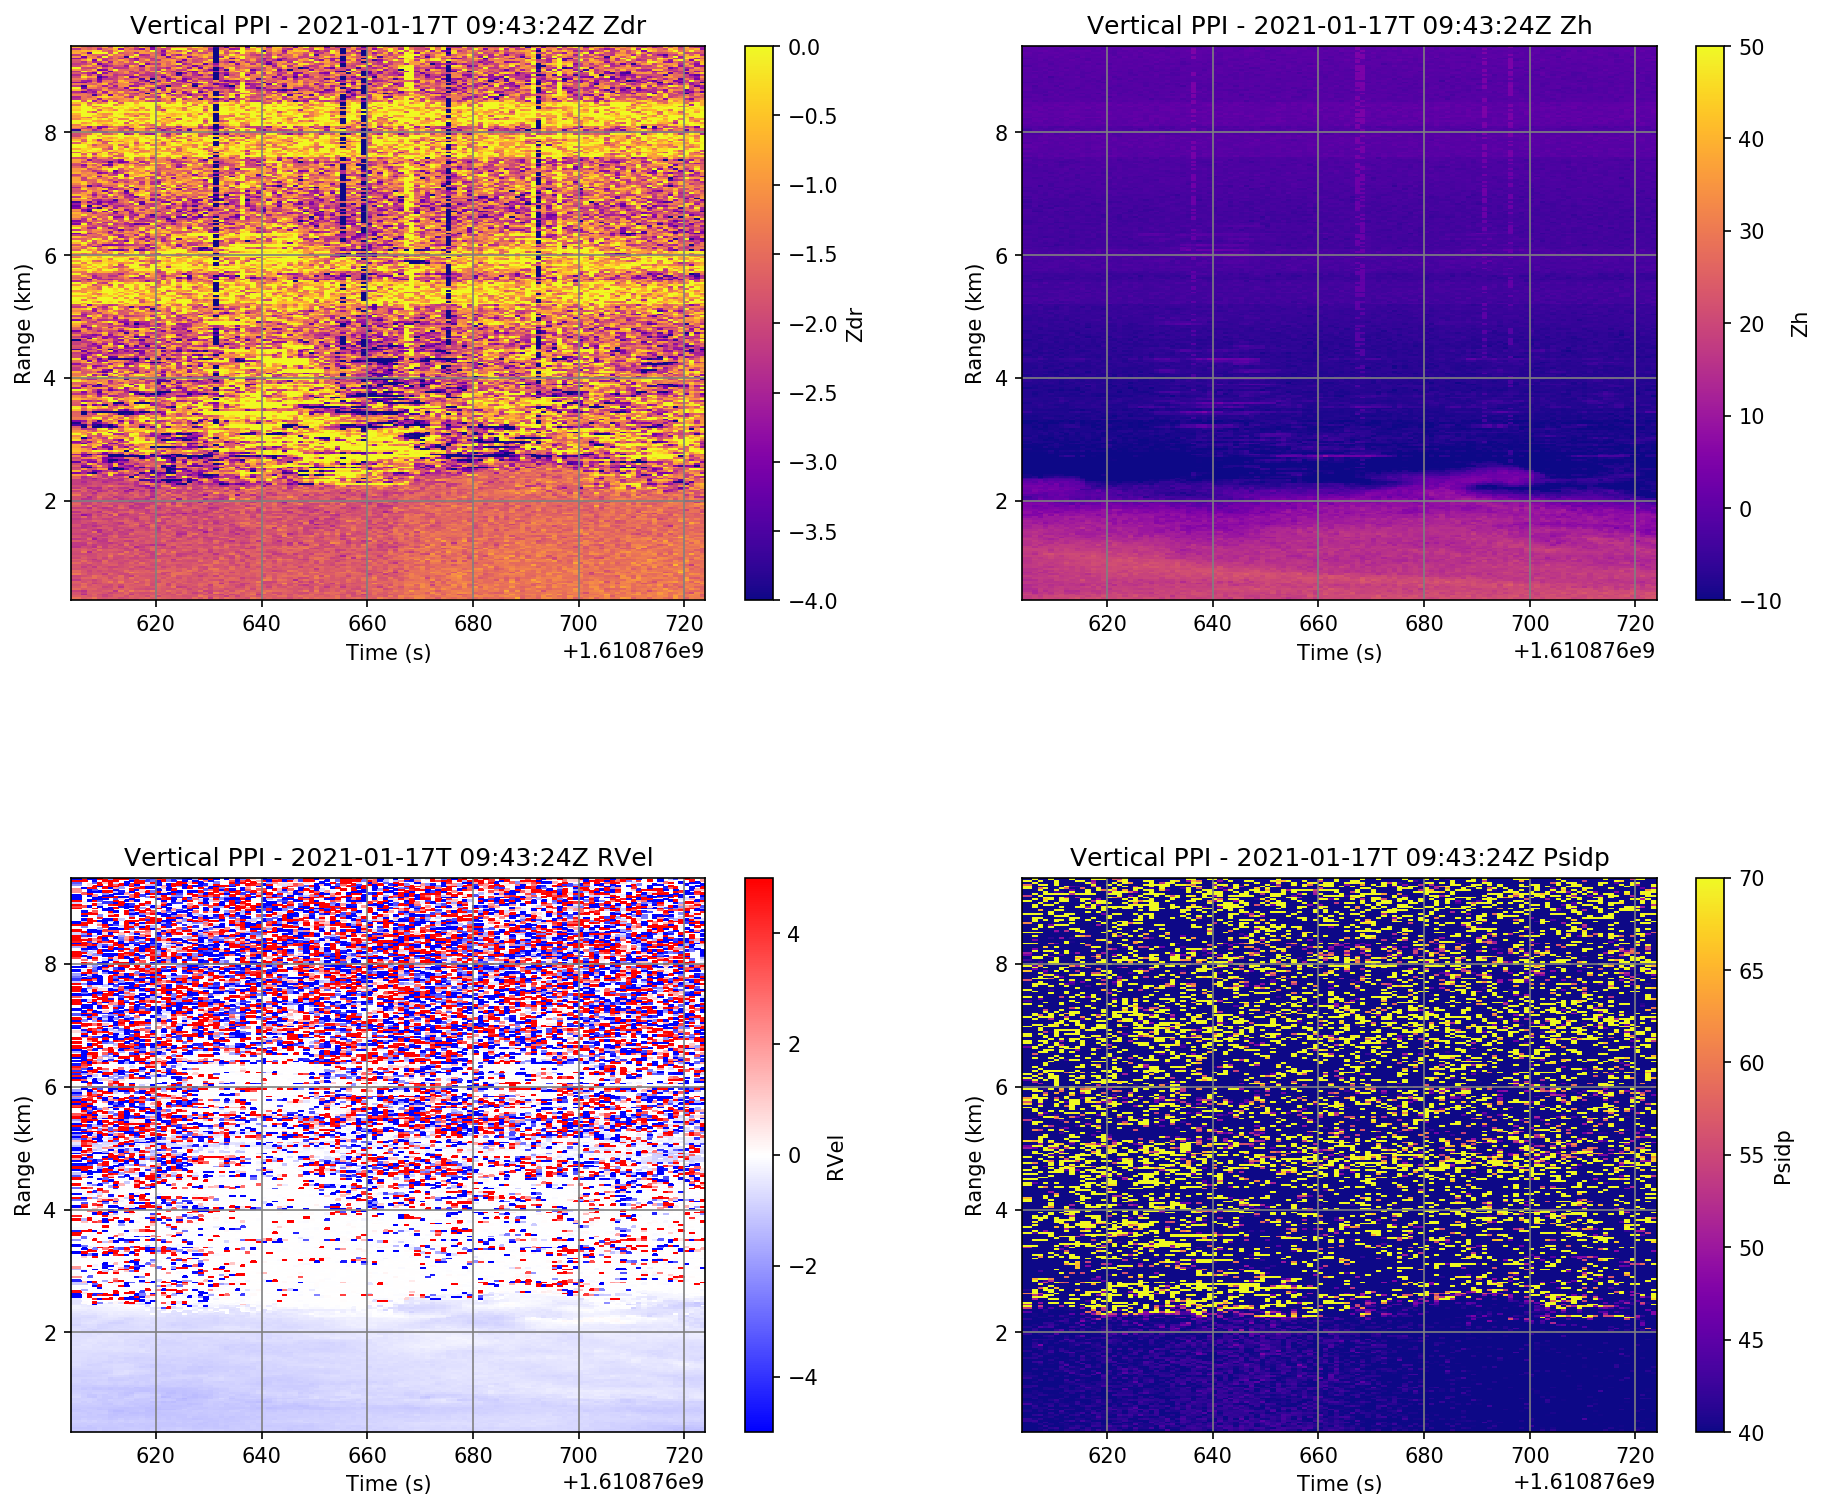 Vertical PPI - 2021-01-17T 09:43:24Z Zdr
8
6
4
2
Range (km)
620 640 660 680 700 720
Time (s)
+1.610876e9
0.0
−0.5
−1.0
−1.5
−2.0
−2.5
−3.0
−3.5
−4.0
Zdr
Vertical PPI - 2021-01-17T 09:43:24Z Zh
8
6
4
2
Range (km)
620 640 660 680 700 720
Time (s)
+1.610876e9
50
40
30
20
10
0
−10
Zh
Vertical PPI - 2021-01-17T 09:43:24Z RVel
8
6
4
2
Range (km)
620 640 660 680 700 720
Time (s)
+1.610876e9
4
2
0
−2
−4
RVel
Vertical PPI - 2021-01-17T 09:43:24Z Psidp
8
6
4
2
Range (km)
620 640 660 680 700 720
Time (s)
+1.610876e9
70
65
60
55
50
45
40
Psidp